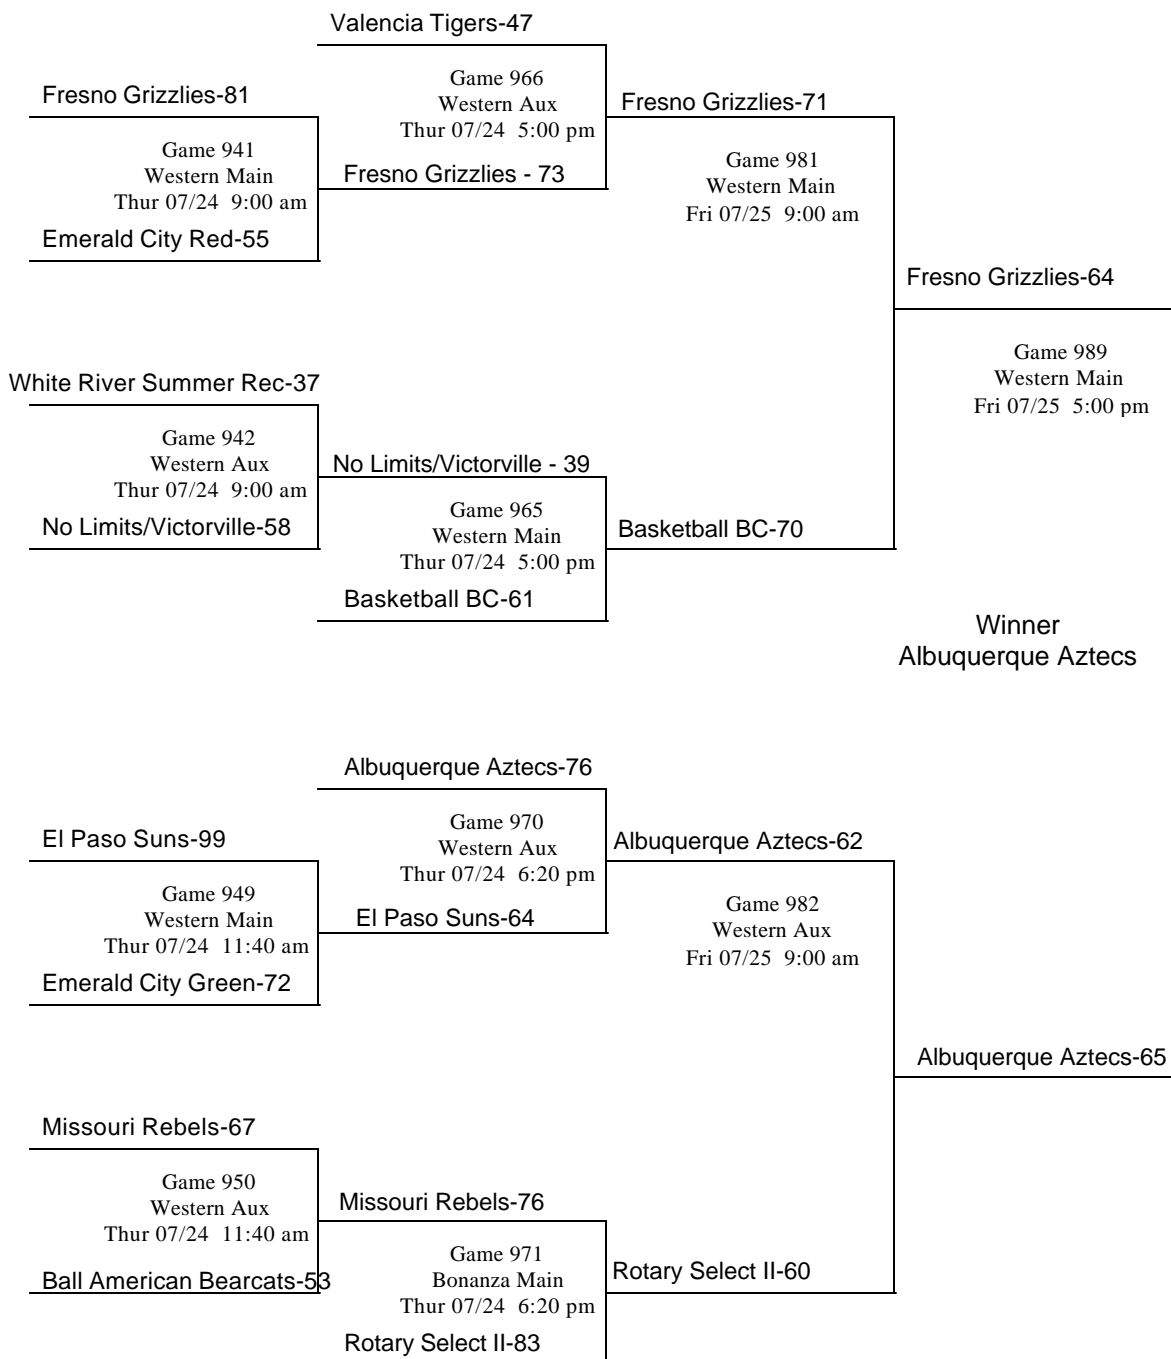 Valencia Tigers-47
Game 966
Western Aux
Thur 07/24 5:00 pm
Fresno Grizzlies-81
Fresno Grizzlies-71
Game 941
Western Main
Thur 07/24 9:00 am
Fresno Grizzlies - 73
Game 981
Western Main
Fri 07/25 9:00 am
Emerald City Red-55
Fresno Grizzlies-64
Game 989
Western Main
Fri 07/25 5:00 pm
White River Summer Rec-37
Game 942
Western Aux
Thur 07/24 9:00 am
No Limits/Victorville - 39
No Limits/Victorville-58
Game 965
Western Main
Thur 07/24 5:00 pm
Basketball BC-70
Basketball BC-61
Winner
Albuquerque Aztecs
Albuquerque Aztecs-76
Game 970
Western Aux
Thur 07/24 6:20 pm
El Paso Suns-99
Albuquerque Aztecs-62
Game 949
Western Main
Thur 07/24 11:40 am
El Paso Suns-64
Game 982
Western Aux
Fri 07/25 9:00 am
Emerald City Green-72
Albuquerque Aztecs-65
Missouri Rebels-67
Game 950
Western Aux
Thur 07/24 11:40 am
Missouri Rebels-76
Ball American Bearcats-53
Game 971
Bonanza Main
Thur 07/24 6:20 pm
Rotary Select II-60
Rotary Select II-83